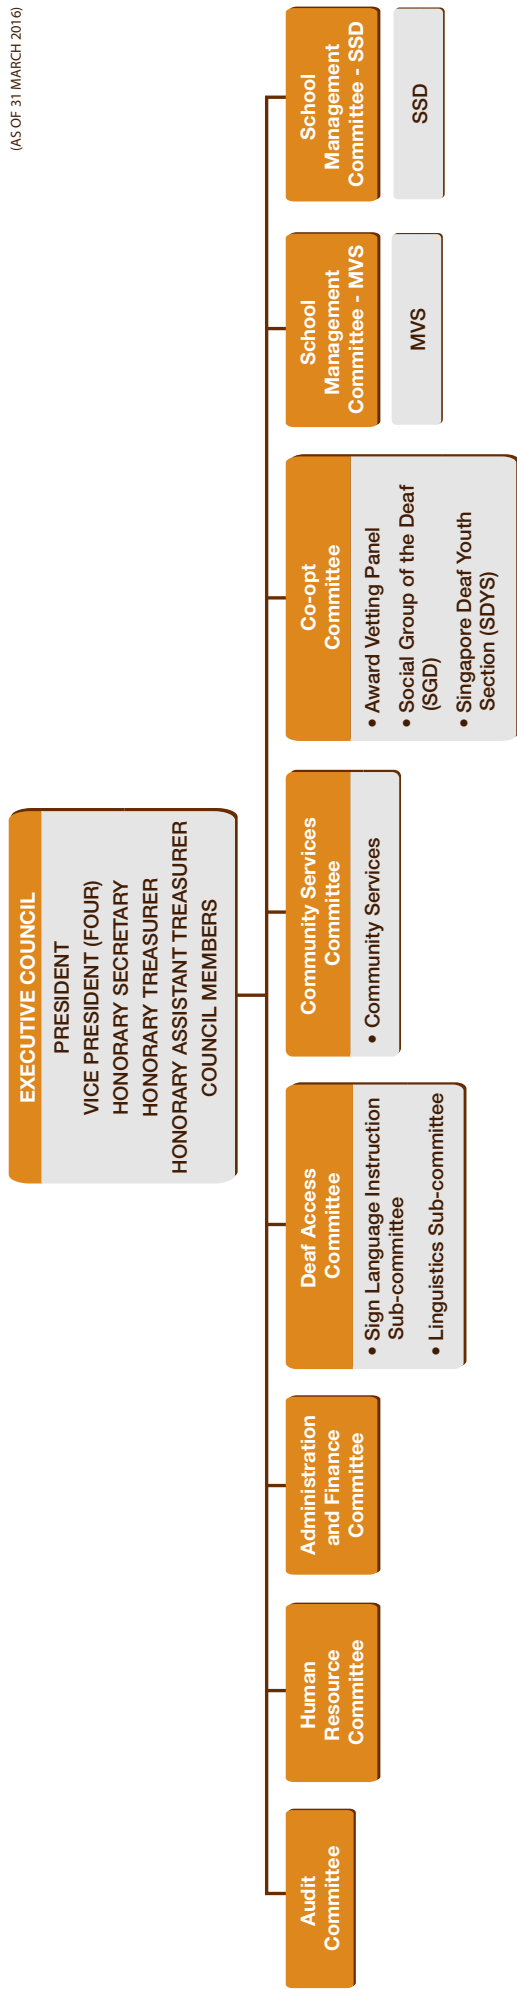 (AS OF 31 MARCH 2016)
EXECUTIVE COUNCIL
PRESIDENT
VICE PRESIDENT (FOUR)
HONORARY SECRETARY
HONORARY TREASURER
HONORARY ASSISTANT TREASURER
COUNCIL MEMBERS
Audit
Committee
Human
Resource
Committee
Administration
and Finance
Committee
Deaf Access
Committee
• Sign Language Instruction
Sub-committee
• Linguistics Sub-committee
Community Services
Committee
• Community Services
Co-opt
Committee
• Award Vetting Panel
• Social Group of the Deaf
(SGD)
• Singapore Deaf Youth
Section (SDYS)
School
Management
Committee - MVS
MVS
School
Management
Committee - SSD
SSD